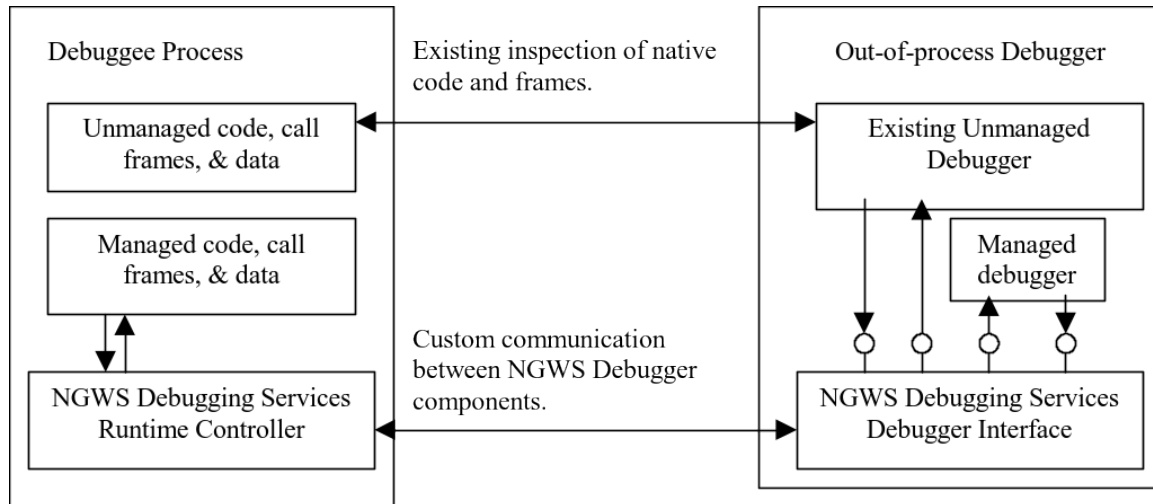 Debuggee Process
Existing inspection of native
code and frames.
Out-of-process Debugger
Unmanaged code, call
frames, & data
Existing Unmanaged
Debugger
Managed code, call
frames, & data
Managed
debugger
Custom communication
between NGWS Debugger
components.
NGWS Debugging Services
Runtime Controller
NGWS Debugging Services
Debugger Interface